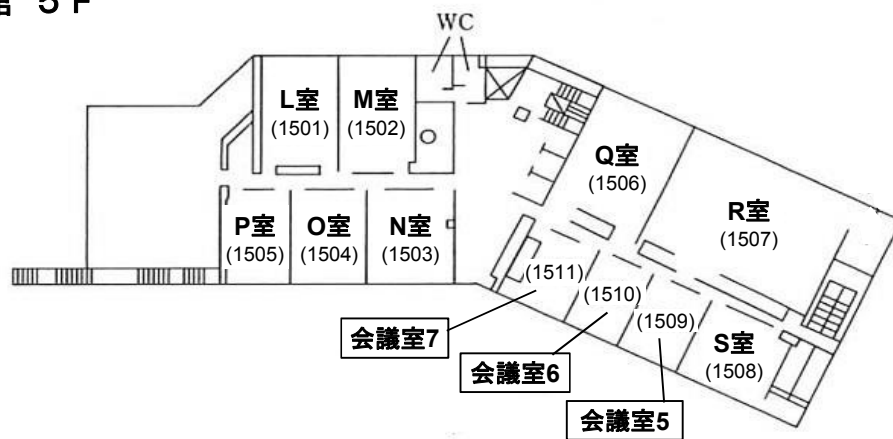 5F
WC
L室
(1501)
M室
(1502)
Q室
(1506)
R室
(1507)
P室
(1505)
O室
(1504)
N室
(1503)
(1511)
(1510)
(1509)
S室
(1508)
会議室7
会議室6
会議室5